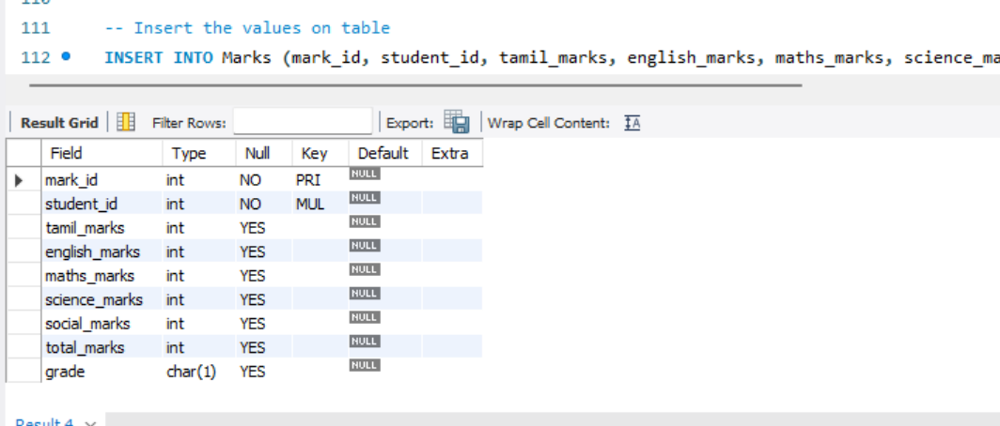 111 -- Insert the values on table
112 INSERT INTO Marks (mark_id, student_id, tamil_marks, english_marks, maths_marks, science_ma
Result Grid Filter Rows: Export: Wrap Cell Content: IA
Field Type Null Key Default Extra
mark_id int NO PRI NULL
student_id int NO MUL NULL
tamil_marks int YES NULL
english_marks int YES NULL
maths_marks int YES NULL
science_marks int YES NULL
social_marks int YES NULL
total_marks int YES NULL
grade char(1) YES NULL
Result 4